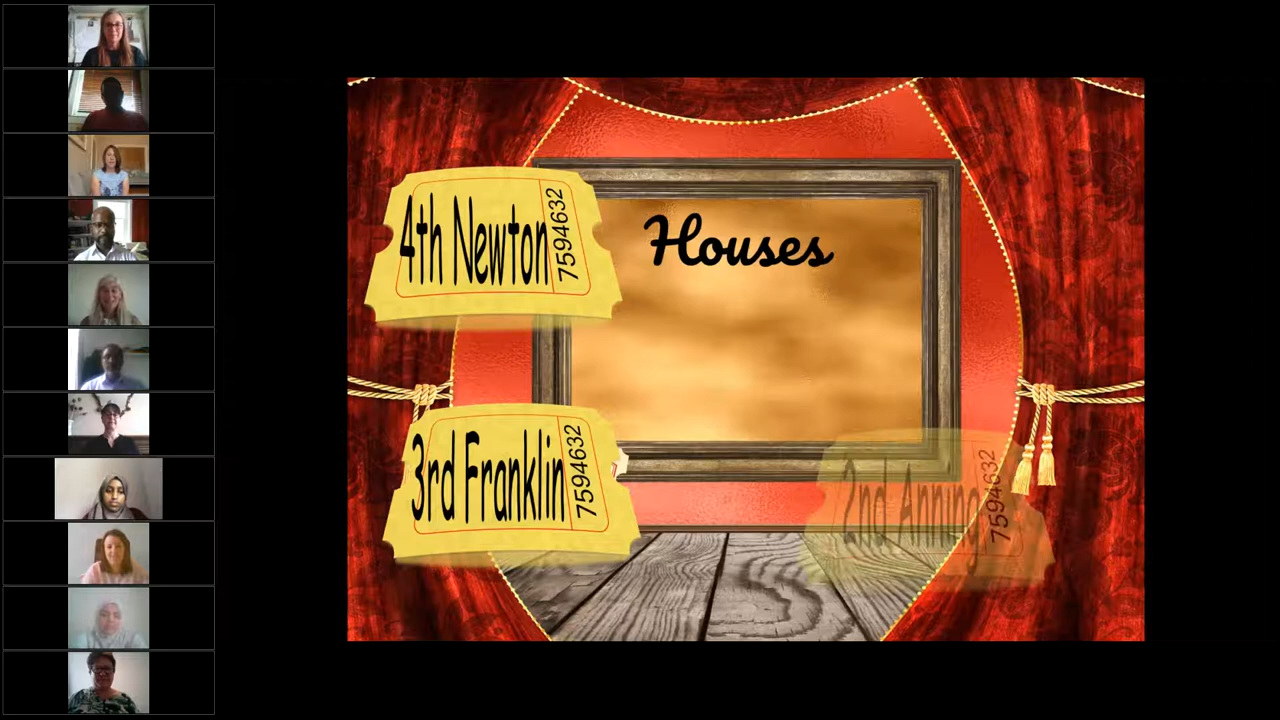 Houses
4th Newton
7594632
3rd Franklin
7594632
2nd Anning
7594632